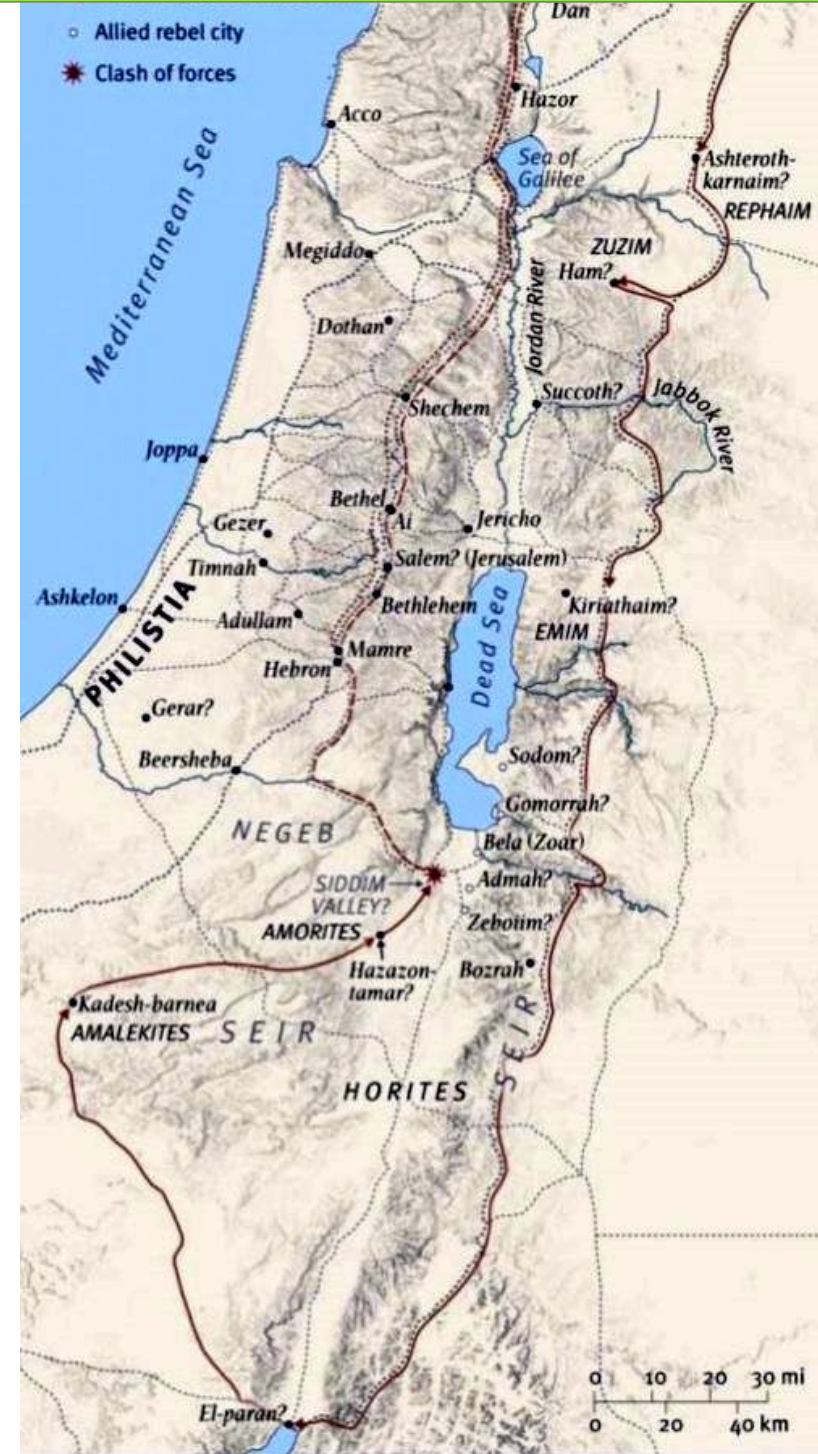 Dan
Allied rebel city
Clash of forces
Hazor
Acco
Mediterranean Sea
Sea of
Galilee
Ashteroth-
karnaim?
REPHAIM
Megiddo
ZUZIM
Ham?
Jordan River
Dothan
Succoth?
Jabbok River
Shechem
Joppa
Bethel
Ai
Jericho
Gezer
Timnah
Salem? (Jerusalem)
Ashkelon
PHILISTIA
Adullam
Bethlehem
Kiriathaim?
EMIM
Dead Sea
Mamre
Hebron
Gerar?
Beersheba
Sodom?
Gomorrah?
NEGEB
Bela (Zoar)
SIDDIM
VALLEY?
Admah?
AMORITES
Zeboiim?
Hazazon-
tamar?
Bozrah
Kadesh-barnea
AMALEKITES
SEIR
SEIR
HORITES
El-paran?
0 10 20 30 mi
0 20 40 km